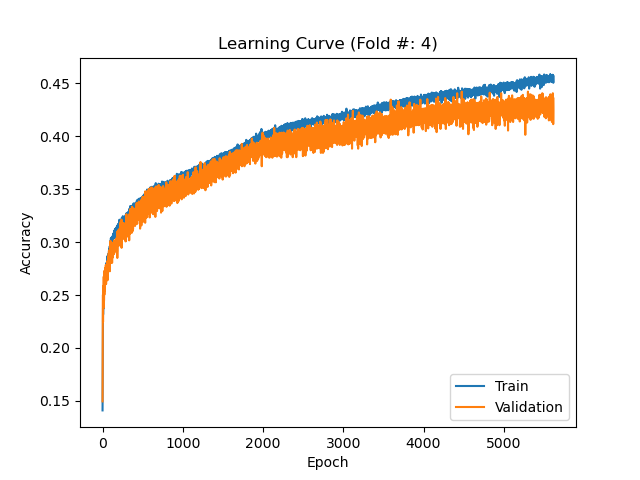 Learning Curve (Fold #: 4)
Accuracy
0.45
0.40
0.35
0.30
0.25
0.20
0.15
0 1000 2000 3000 4000 5000
Epoch
Train
Validation